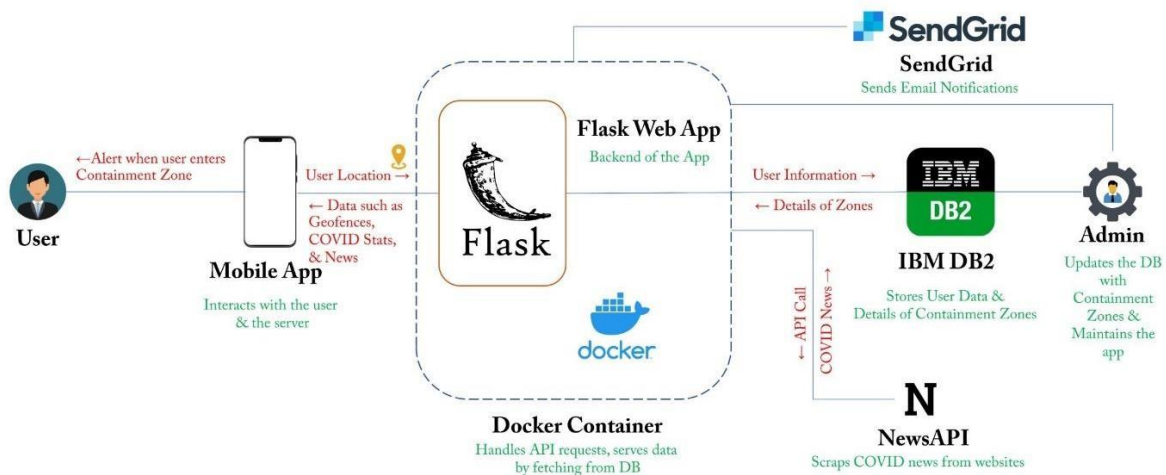 SendGrid
SendGrid
Sends Email Notifications
Flask Web App
Backend of the App
←Alert when user enters
Containment Zone
User
User Location →
← Data such as
Geofences,
COVID Stats,
& News
Mobile App
Interacts with the user
& the server
Flask
docker
Docker Container
Handles API requests, serves data
by fetching from DB
User Information →
← Details of Zones
IBM
DB2
IBM DB2
Stores User Data &
Details of Containment Zones
Admin
Updates the DB
with
Containment
Zones &
Maintains the
app
← API Call
COVID News →
N
NewsAPI
Scraps COVID news from websites